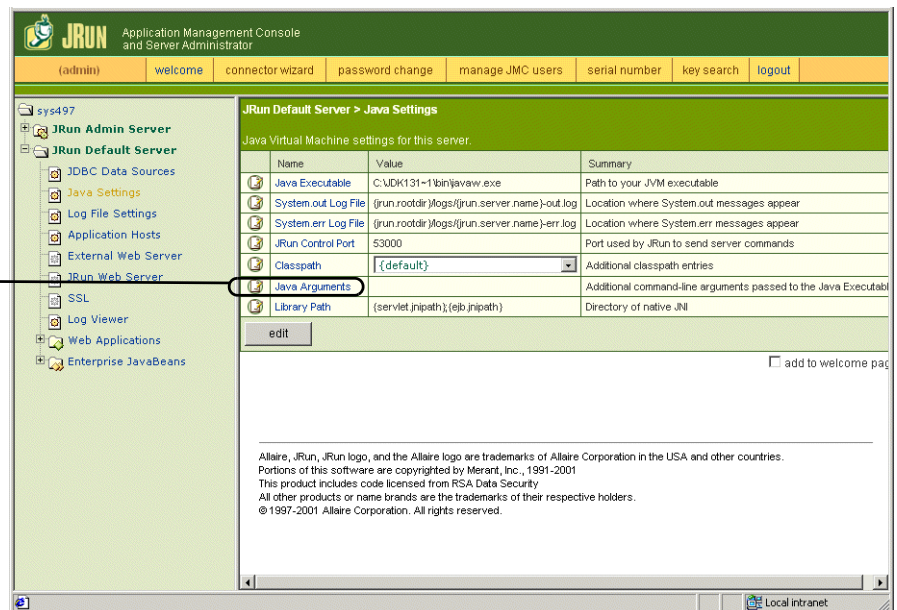 JRUN Application Management Console
and Server Administrator
(admin) welcome connector wizard password change manage JMC users serial number key search logout
sys497
JRun Admin Server
JRun Default Server
JDBC Data Sources
Java Settings
Log File Settings
Application Hosts
External Web Server
JRun Web Server
SSL
Log Viewer
Web Applications
Enterprise JavaBeans
JRun Default Server > Java Settings
Java Virtual Machine settings for this server.
Name Value Summary
Java Executable C:\JDK131~1\bin\javaw.exe Path to your JVM executable
System.out Log File {jrun.rootdir}/logs/{jrun.server.name}-out.log Location where System.out messages appear
System.err Log File {jrun.rootdir}/logs/{jrun.server.name}-err.log Location where System.err messages appear
JRun Control Port 53000 Port used by JRun to send server commands
Classpath {default} Additional classpath entries
Java Arguments Additional command-line arguments passed to the Java Executabl
Library Path {servlet.jnipath};{ejb.jnipath} Directory of native JNI
edit
add to welcome pag
Allaire, JRun, JRun logo, and the Allaire logo are trademarks of Allaire Corporation in the USA and other countries.
Portions of this software are copyrighted by Merant, Inc., 1991-2001
This product includes code licensed from RSA Data Security
All other products or name brands are the trademarks of their respective holders.
© 1997-2001 Allaire Corporation. All rights reserved.
Local intranet